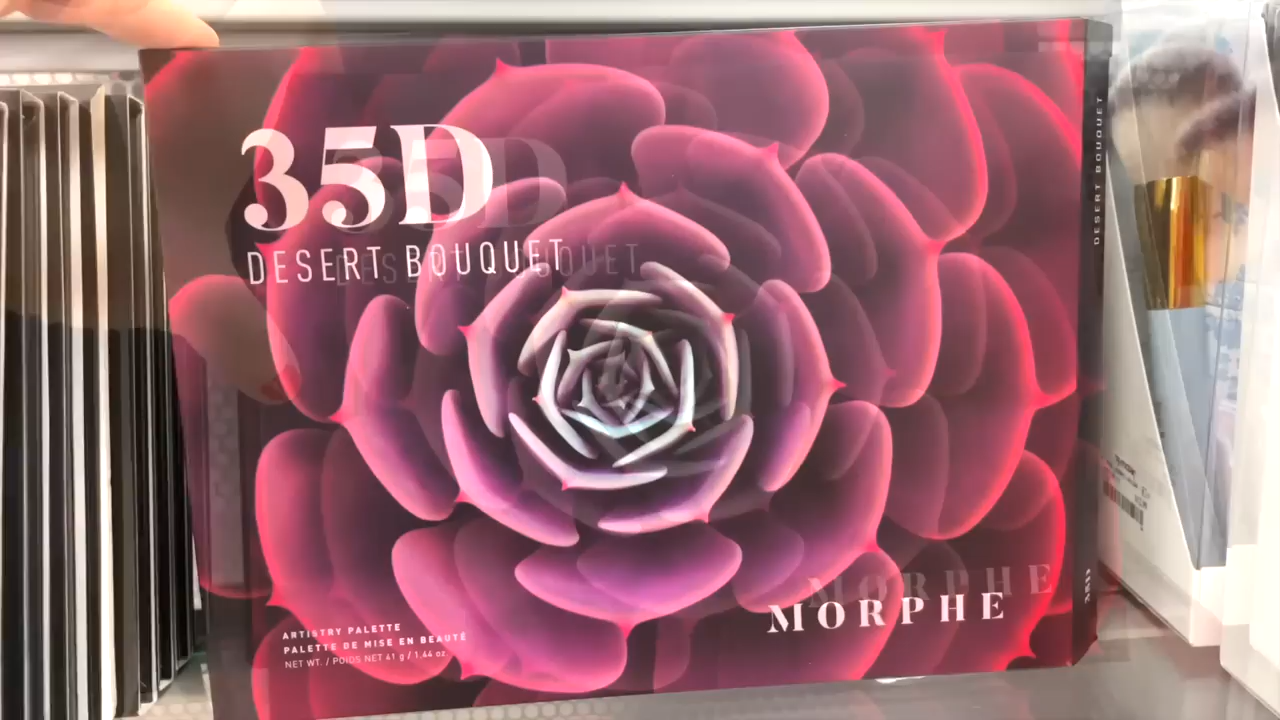 35D
DESERT BOUQUET
ARTISTRY PALETTE
PALETTE DE MISE EN BEAUTÉ
NET WT. / POIDS NET 41 g / 1.44 oz.
MORPHE
DESERT BOUQUET
35D